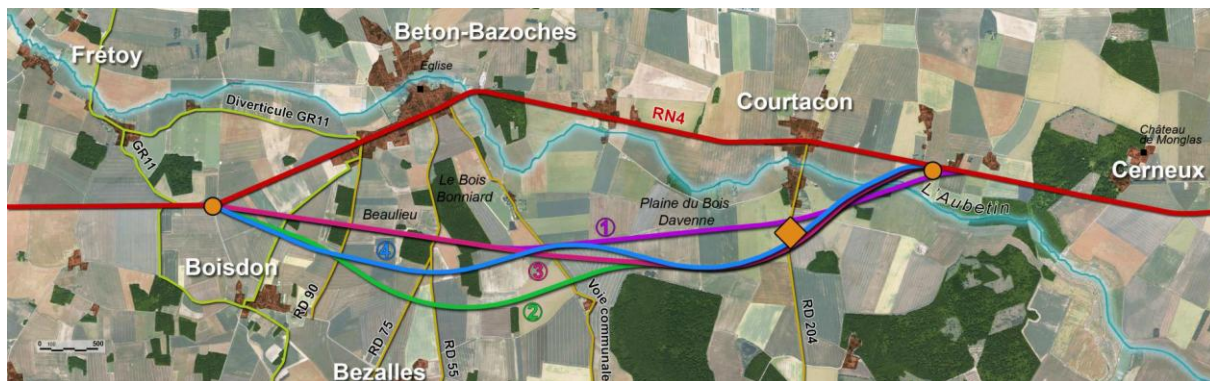 Frétoy
Beton-Bazoches
Eglise
Diverticule GR11
GR11
RN4
Courtacon
Château
de Monglas
Cerneux
L'Aubetin
Le Bois
Bonniard
Beaulieu
Plaine du Bois
Davenne
1
4
3
2
Boisdon
RD 90
RD 75
RD 55
Voie communale
RD 204
Bezalles
0
500